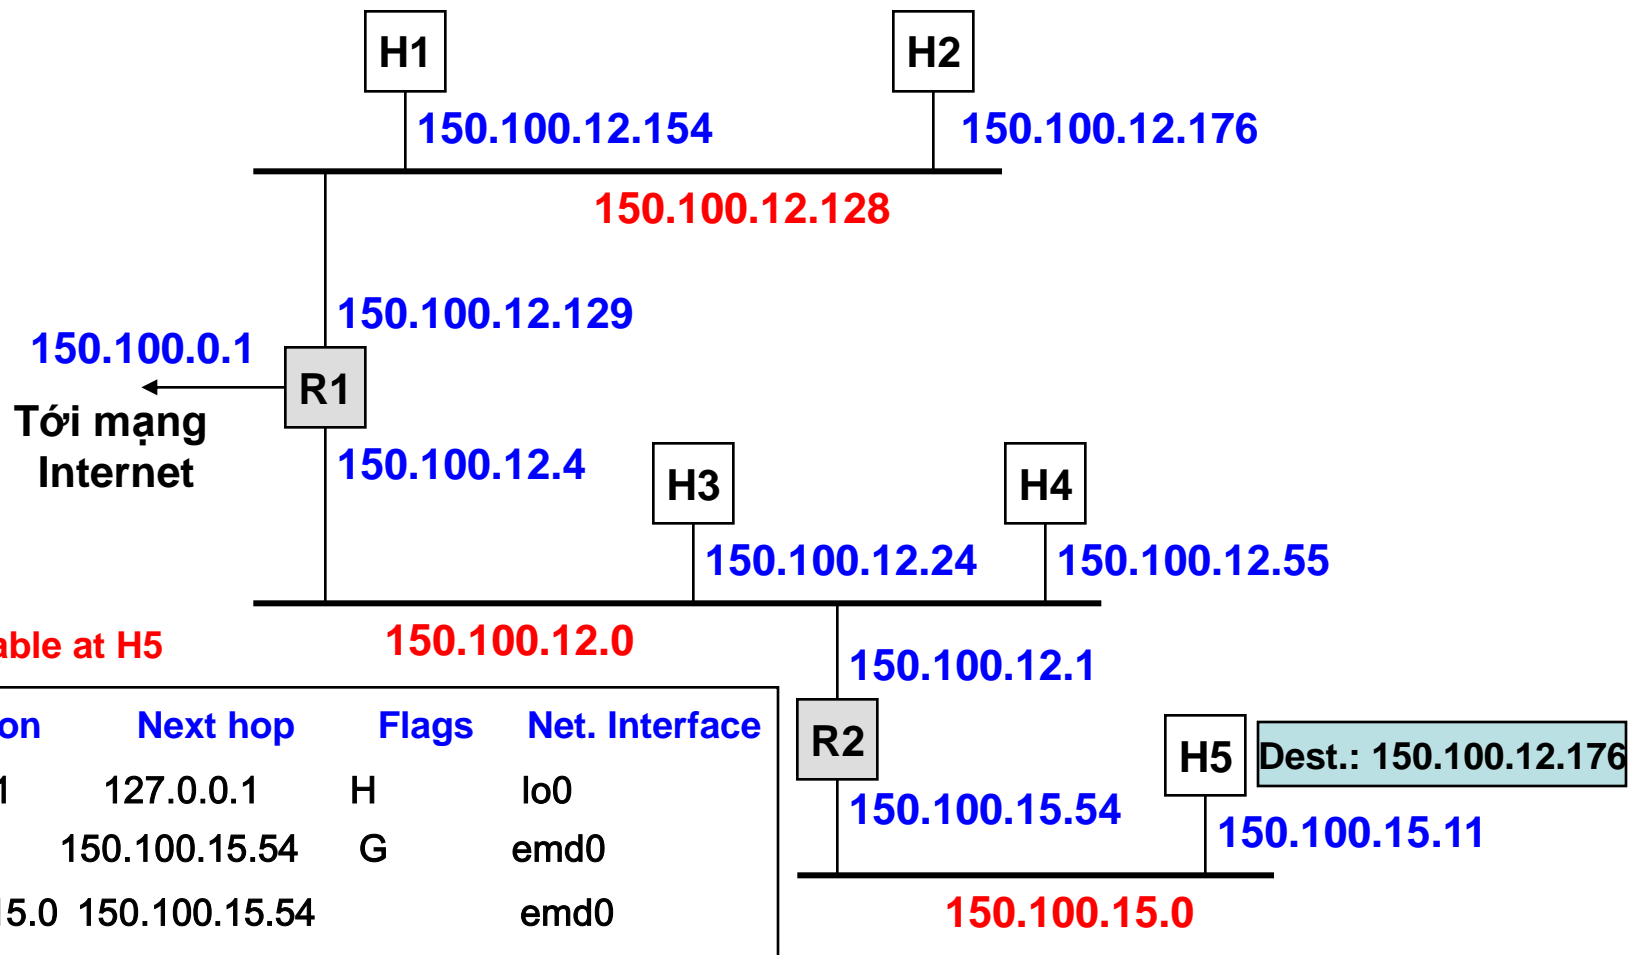 H1
H2
150.100.12.154
150.100.12.176
150.100.12.128
150.100.12.129
150.100.0.1
R1
Tới mạng
Internet
150.100.12.4
H3
H4
150.100.12.24
150.100.12.55
able at H5
150.100.12.0
150.100.12.1
on Next hop Flags Net. Interface
R2
H5
Dest.: 150.100.12.176
1 127.0.0.1 H lo0
150.100.15.54
150.100.15.11
150.100.15.54 G emd0
15.0 150.100.15.54 emd0
150.100.15.0